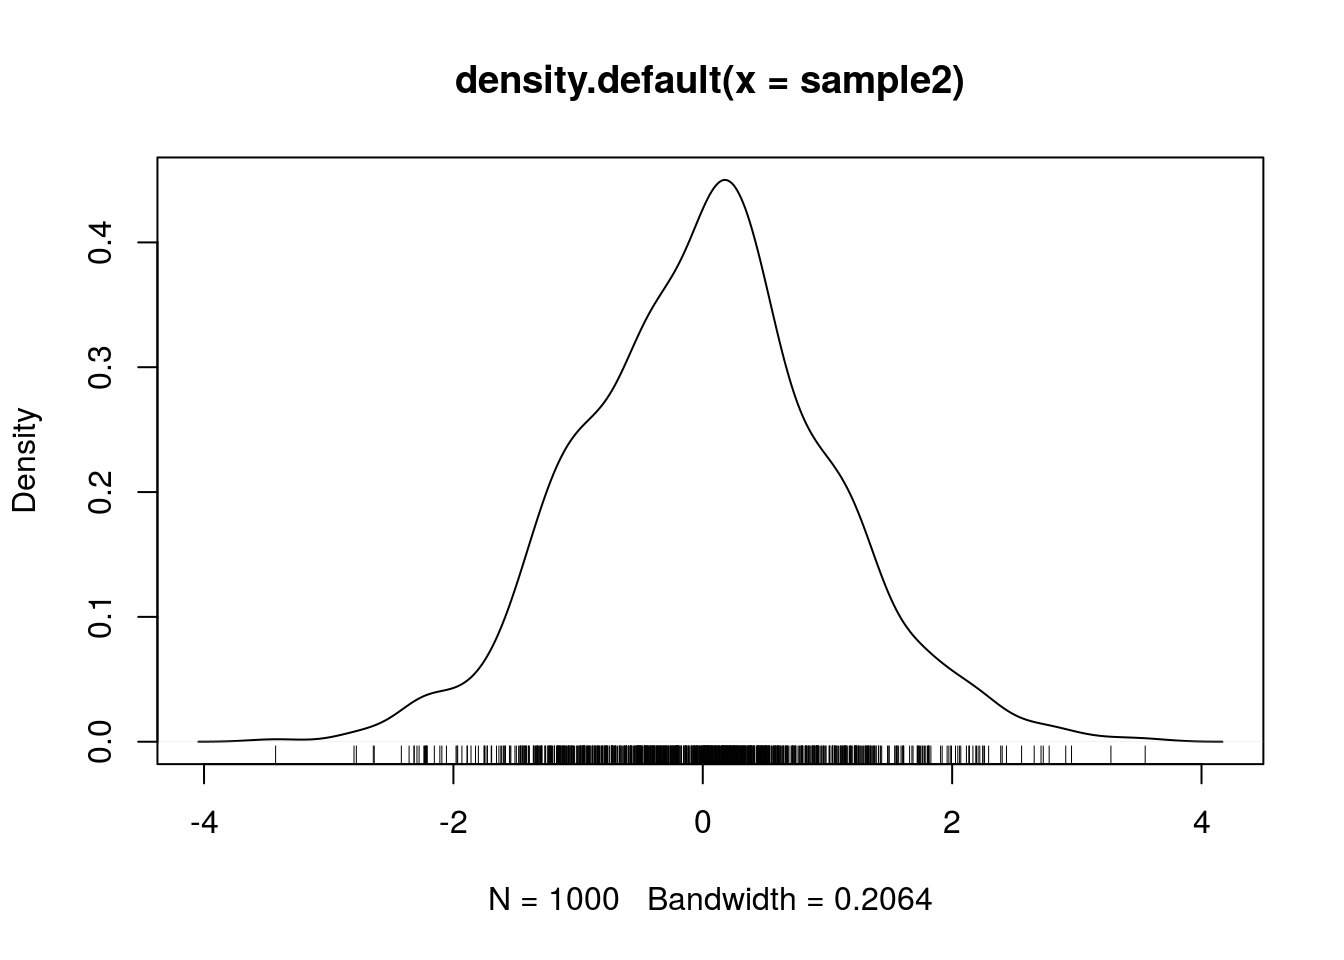 density.default(x = sample2)
Density
0.4
0.3
0.2
0.1
0.0
-4 -2 0 2 4
N = 1000 Bandwidth = 0.2064